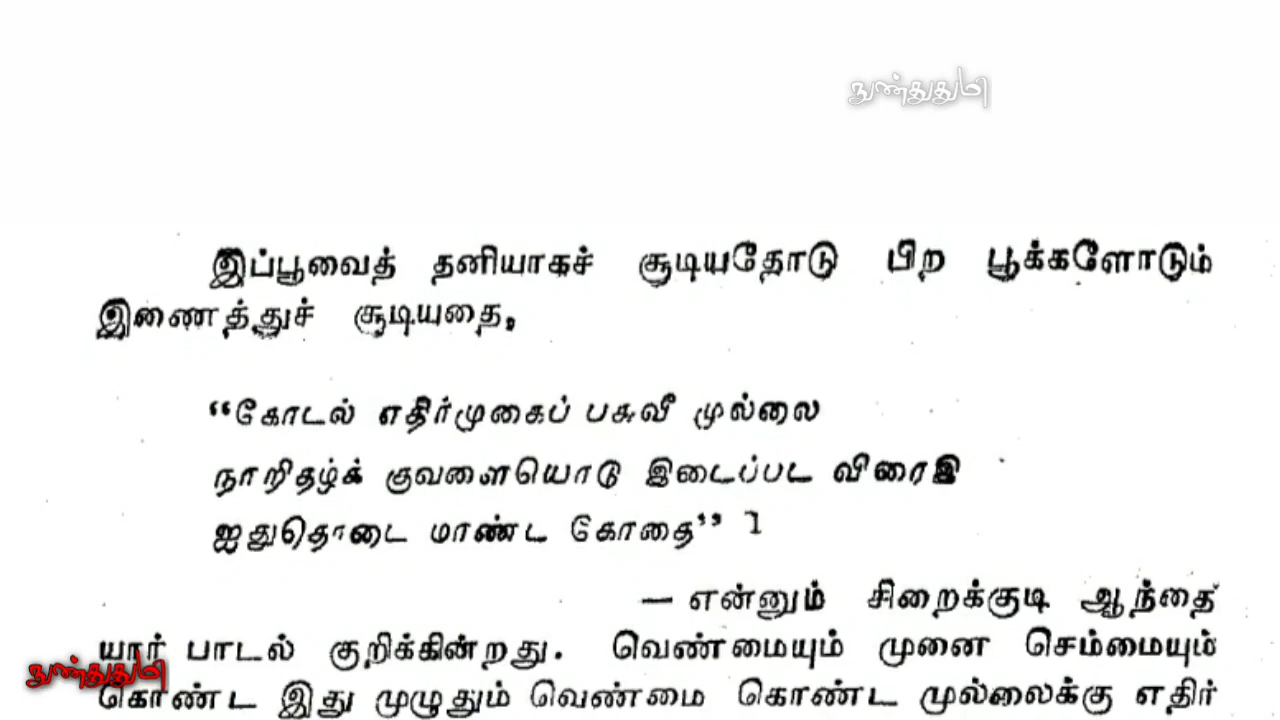 நுண்துதுமி
இப்பூவைத் தனியாகச் சூடியதோடு பிற பூக்களோடும்
இணைத்துச் சூடியதை,
“கோடல் எதிர்முகைப் பசுவீ முல்லை
நாறிதழ்க் குவளையொடு இடைப்பட விரைஇ
ஐதுதொடை மாண்ட கோதை” 1
— என்னும் சிறைக்குடி ஆந்தை
யார் பாடல் குறிக்கின்றது. வெண்மையும் முனை செம்மையும்
நுண்துதுமி
கொண்ட இது முழுதும் வெண்மை கொண்ட முல்லைக்கு எதிர்